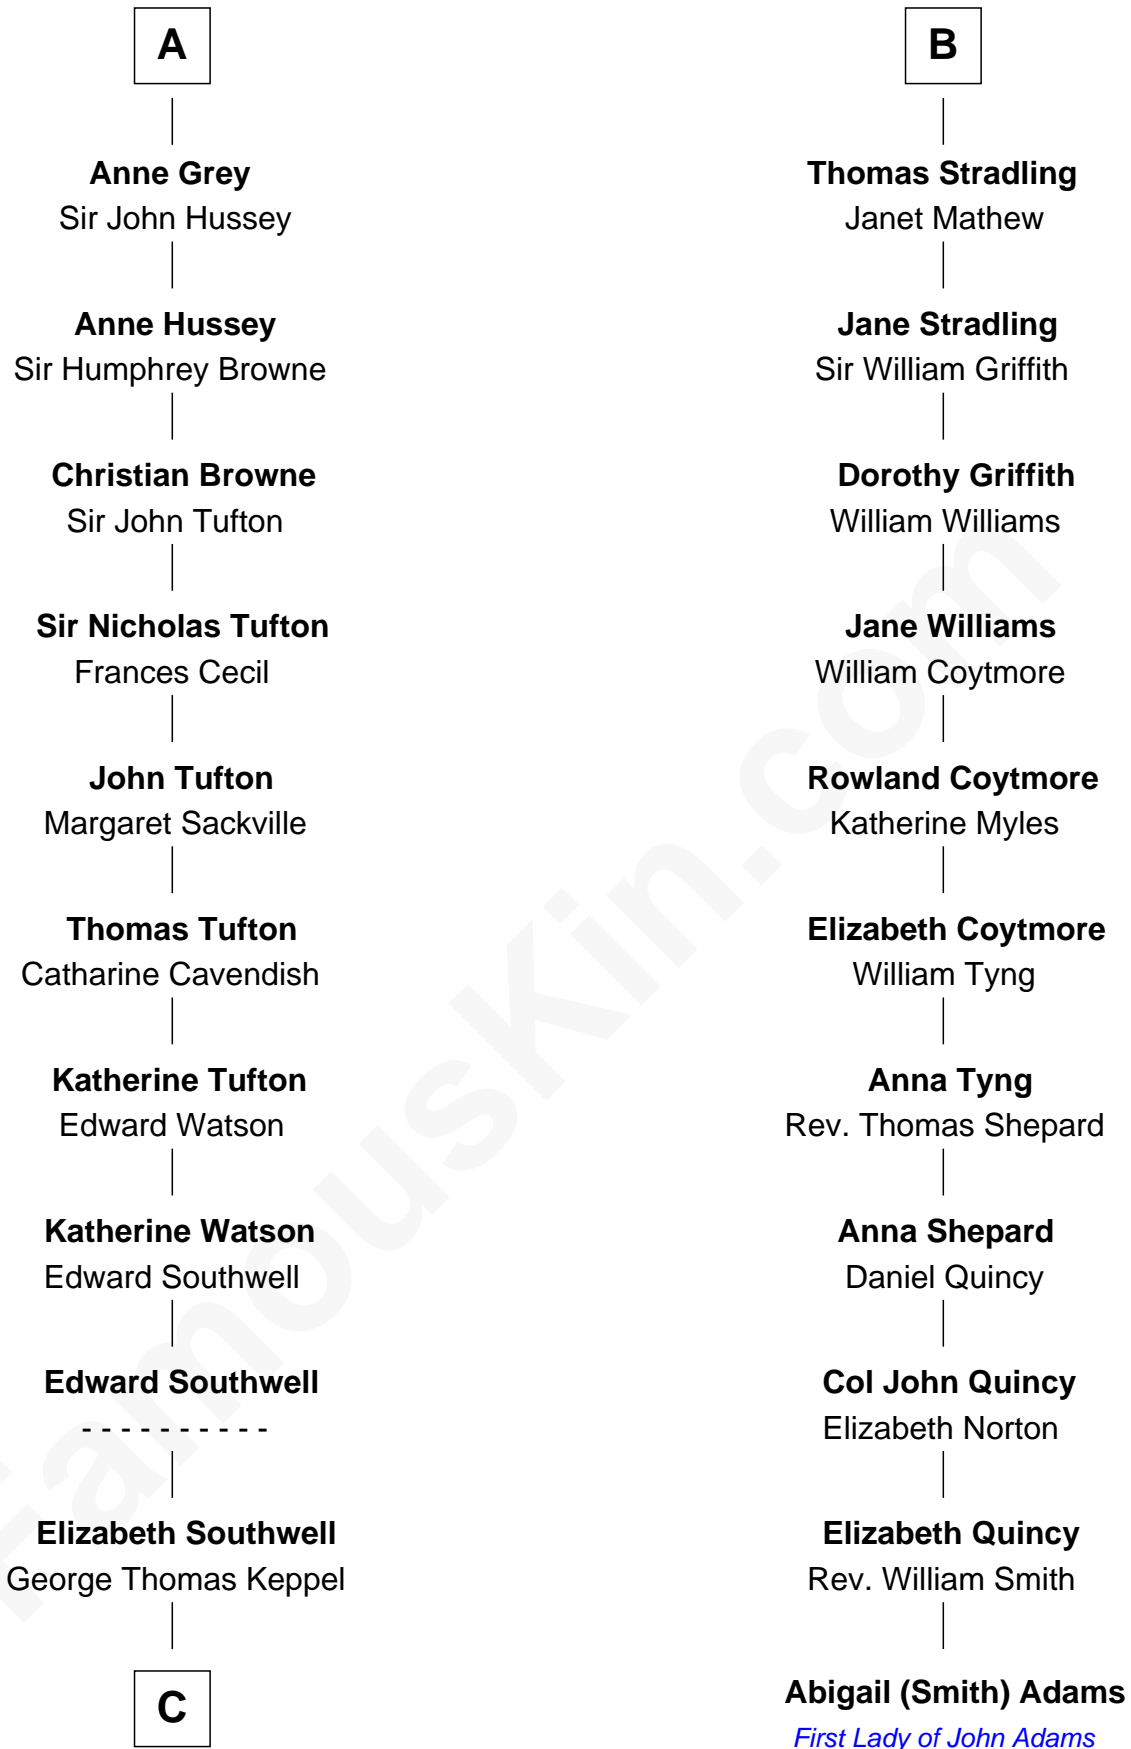 A
Anne Grey
Sir John Hussey
Anne Hussey
Sir Humphrey Browne
Christian Browne
Sir John Tufton
Sir Nicholas Tufton
Frances Cecil
John Tufton
Margaret Sackville
Thomas Tufton
Catharine Cavendish
Katherine Tufton
Edward Watson
Katherine Watson
Edward Southwell
Edward Southwell
- - - - - - - - - -
Elizabeth Southwell
George Thomas Keppel
C
B
Thomas Stradling
Janet Mathew
Jane Stradling
Sir William Griffith
Dorothy Griffith
William Williams
Jane Williams
William Coytmore
Rowland Coytmore
Katherine Myles
Elizabeth Coytmore
William Tyng
Anna Tyng
Rev. Thomas Shepard
Anna Shepard
Daniel Quincy
Col John Quincy
Elizabeth Norton
Elizabeth Quincy
Rev. William Smith
Abigail (Smith) Adams
First Lady of John Adams
FamousKin.com